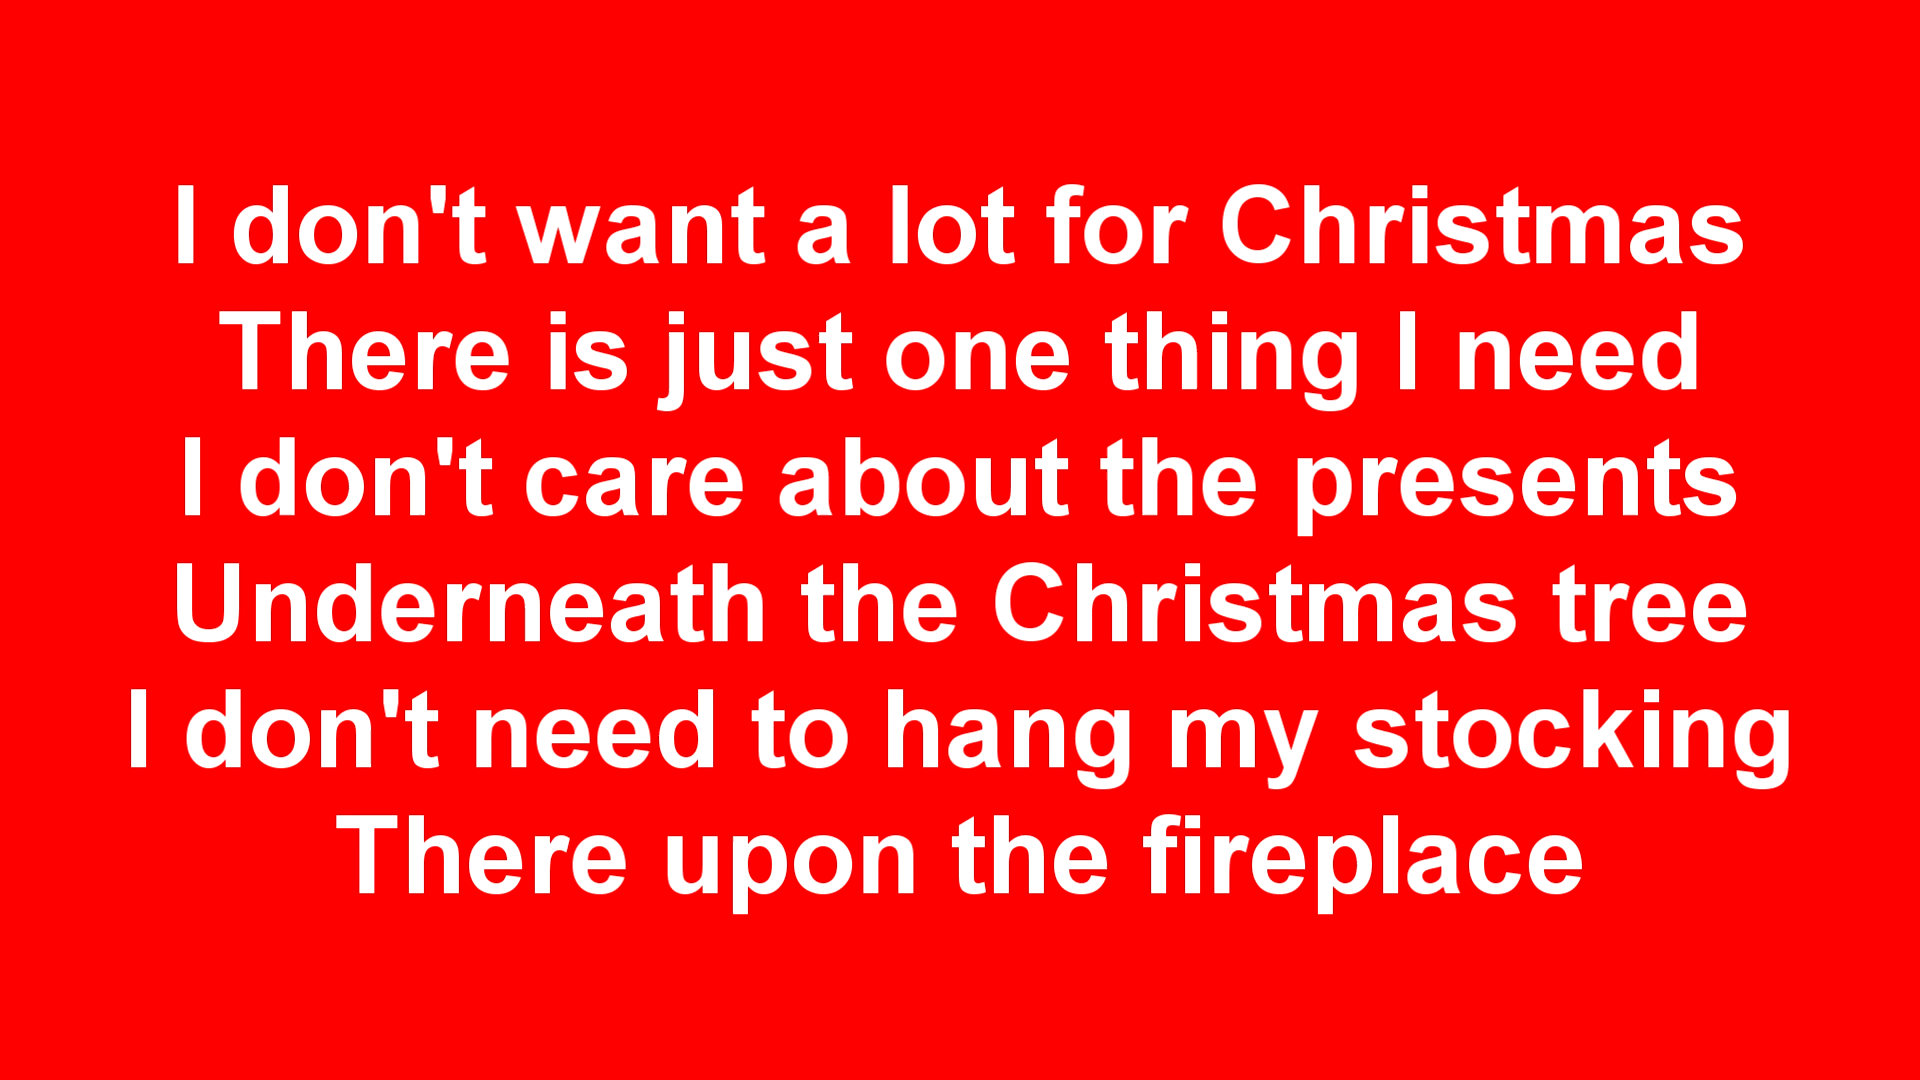 I don't want a lot for Christmas
There is just one thing I need
I don't care about the presents
Underneath the Christmas tree
I don't need to hang my stocking
There upon the fireplace